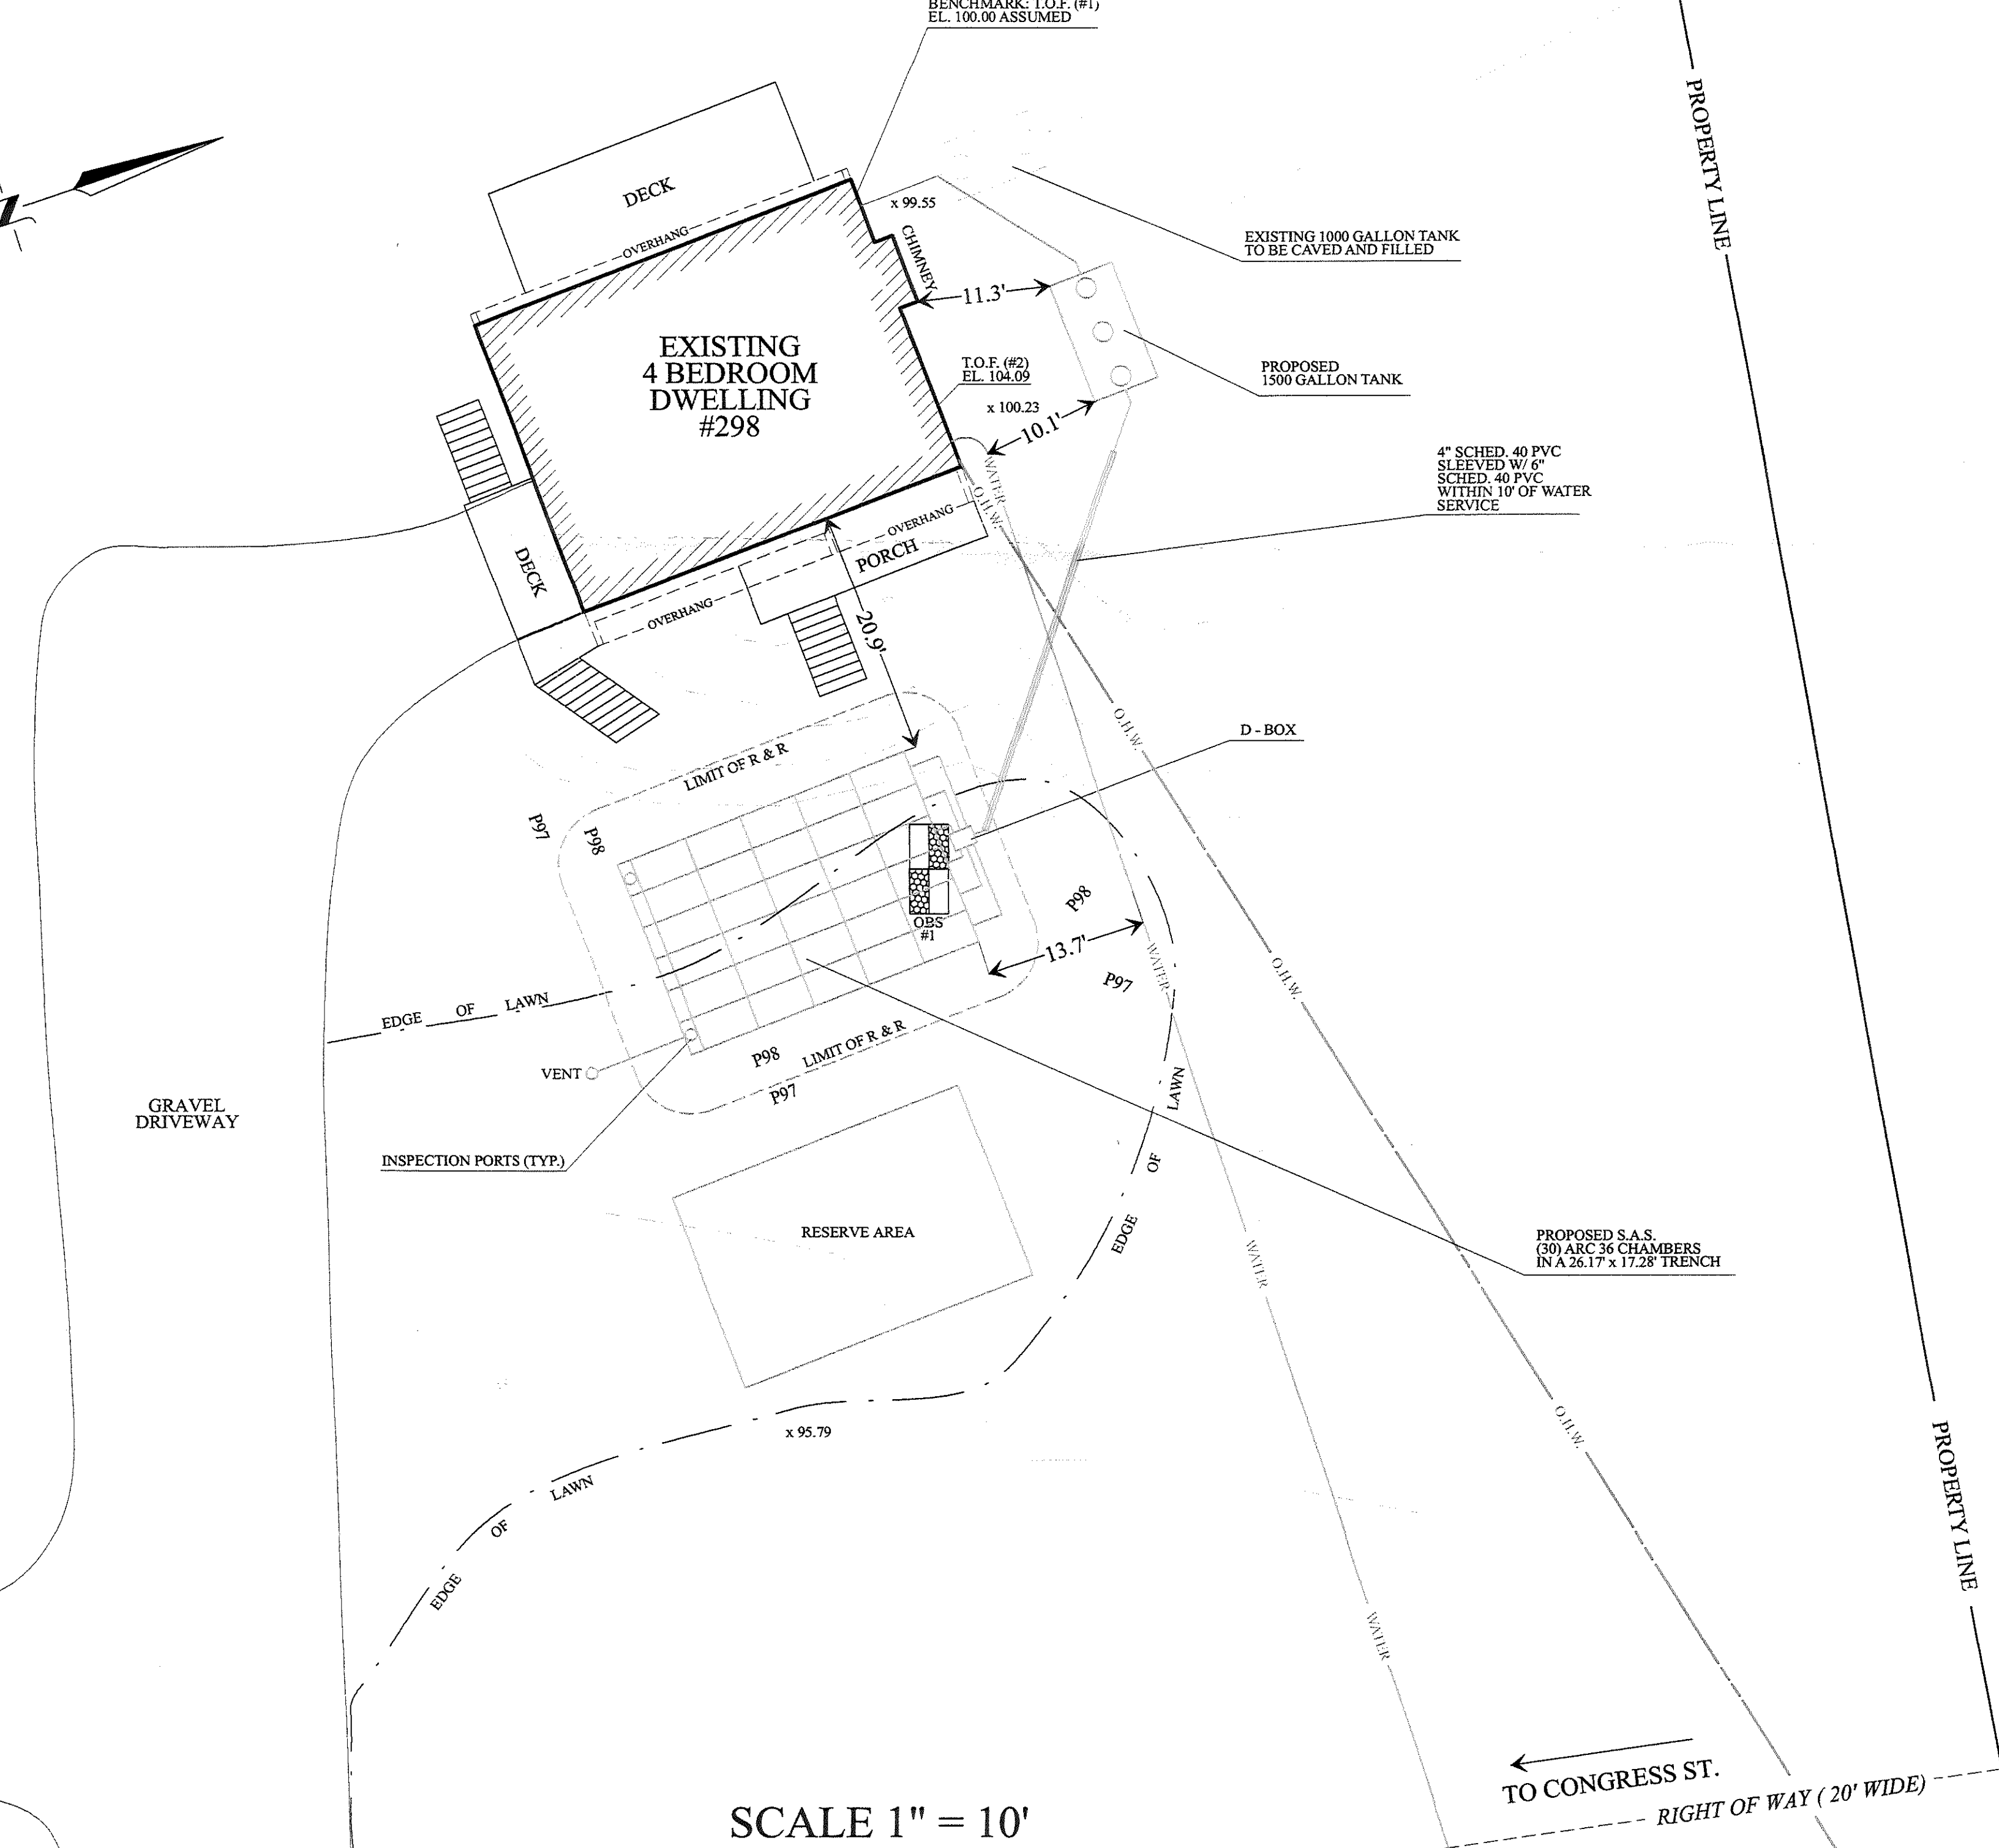 BENCHMARK: T.O.F. (#1)
EL. 100.00 ASSUMED
PROPERTY LINE
DECK
x 99.55
N
OVERHANG
CHIMNEY
EXISTING 1000 GALLON TANK
TO BE CAVED AND FILLED
11.3'
EXISTING
4 BEDROOM
DWELLING
#298
T.O.F. (#2)
EL. 104.09
PROPOSED
1500 GALLON TANK
x 100.23
10.1'
4" SCHED. 40 PVC
SLEEVED W/ 6"
SCHED. 40 PVC
WITHIN 10' OF WATER
SERVICE
WATER
O.H.W.
OVERHANG
PORCH
DECK
OVERHANG
20.9'
O.H.W.
D - BOX
LIMIT OF R & R
P97
P98
OBS
#1
P98
13.7'
WATER
P97
O.H.W.
EDGE OF LAWN
P98
LIMIT OF R & R
VENT
P97
LAWN
OF
EDGE
GRAVEL
DRIVEWAY
INSPECTION PORTS (TYP.)
RESERVE AREA
WATER
PROPOSED S.A.S.
(30) ARC 36 CHAMBERS
IN A 26.17' x 17.28' TRENCH
O.H.W.
x 95.79
PROPERTY LINE
EDGE OF LAWN
WATER
TO CONGRESS ST.
RIGHT OF WAY ( 20' WIDE)
SCALE 1" = 10'